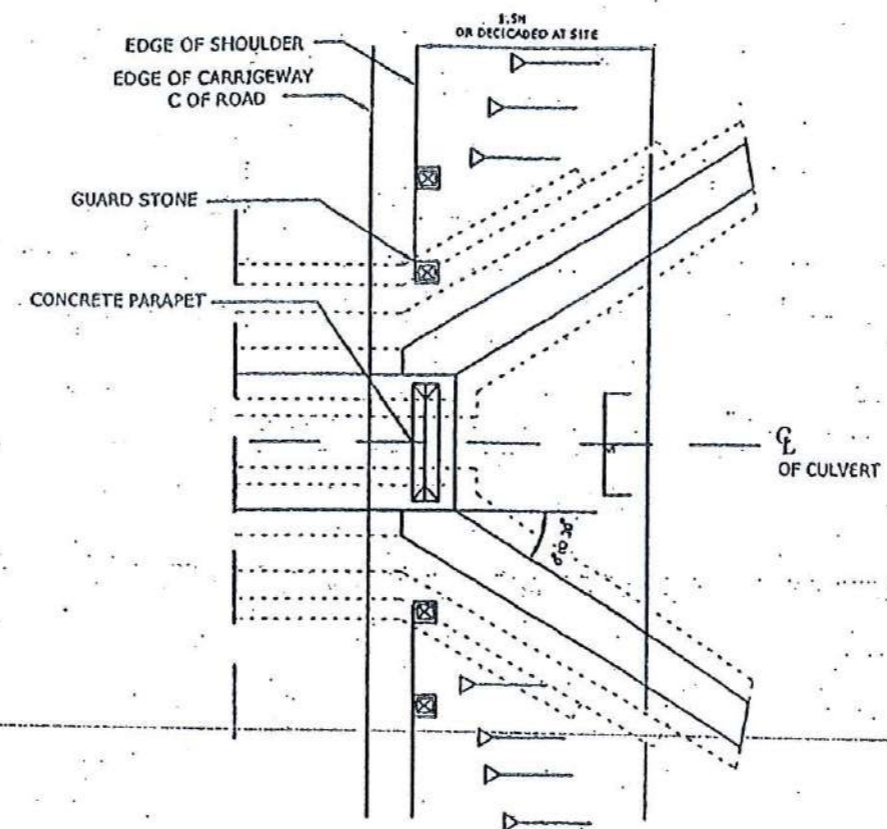 1.5H
OR DECICADED AT SITE
EDGE OF SHOULDER
EDGE OF CARRIGEWAY
C OF ROAD
GUARD STONE
CONCRETE PARAPET
℄
OF CULVERT